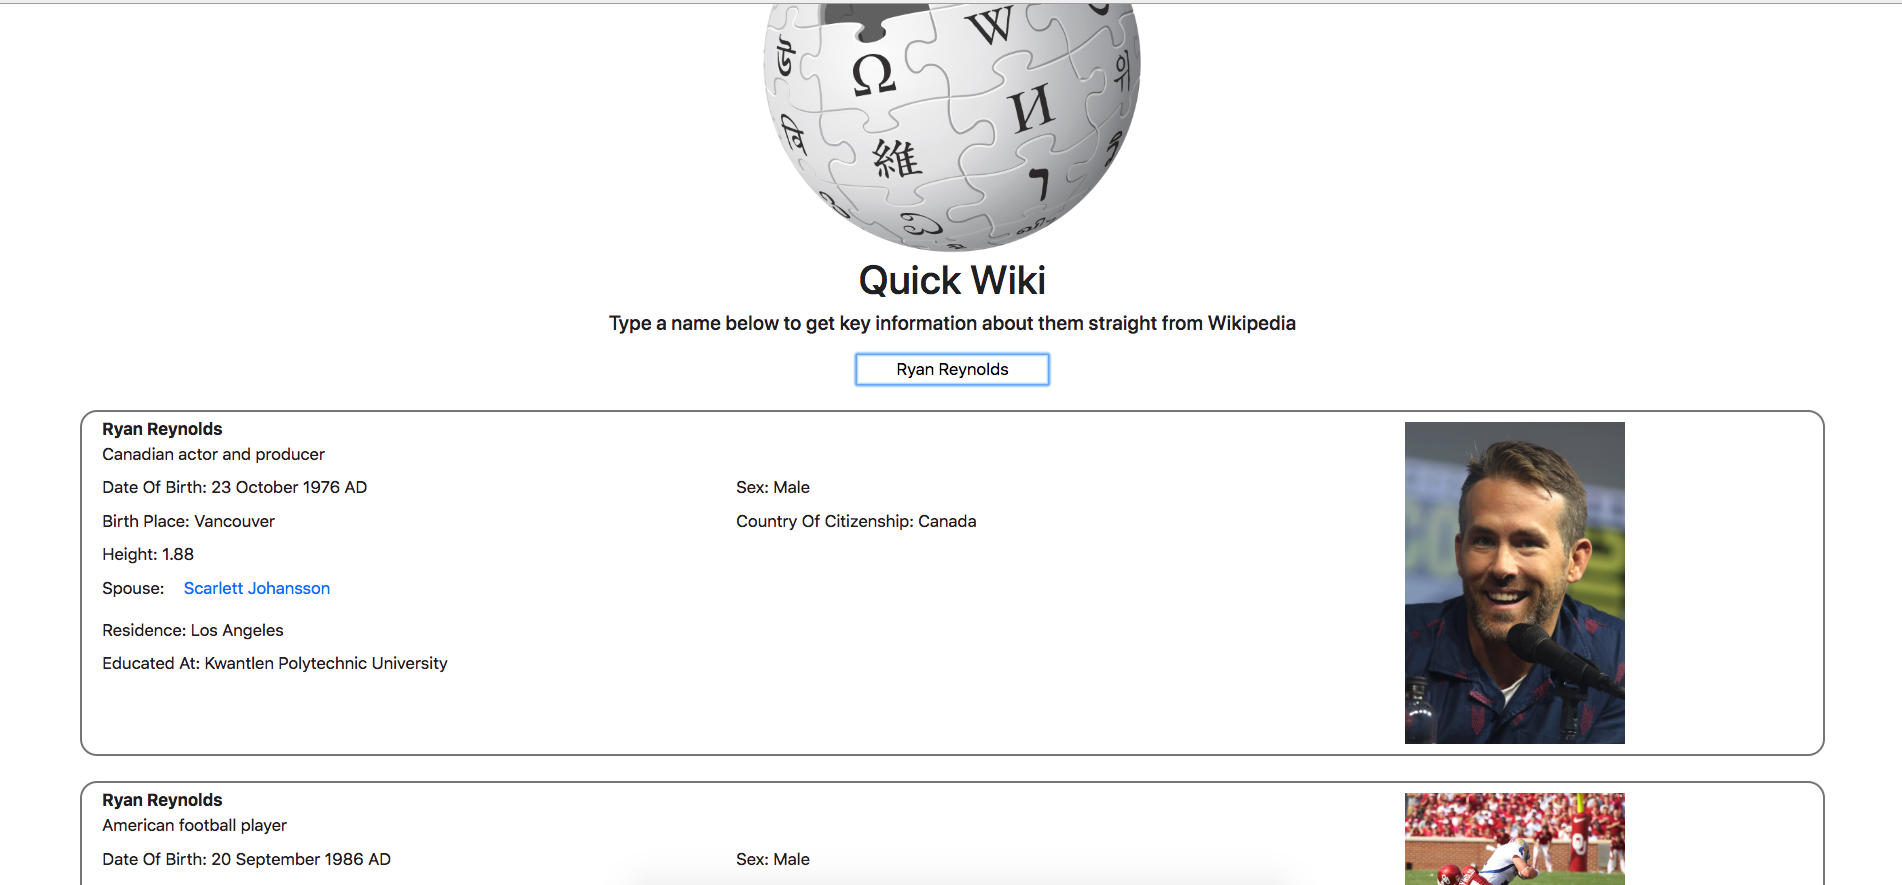 W
Ω
И
위
維
Quick Wiki
Type a name below to get key information about them straight from Wikipedia
Ryan Reynolds
Ryan Reynolds
Canadian actor and producer
Date Of Birth: 23 October 1976 AD
Sex: Male
Birth Place: Vancouver
Country Of Citizenship: Canada
Height: 1.88
Spouse: Scarlett Johansson
Residence: Los Angeles
Educated At: Kwantlen Polytechnic University
Ryan Reynolds
American football player
Date Of Birth: 20 September 1986 AD
Sex: Male